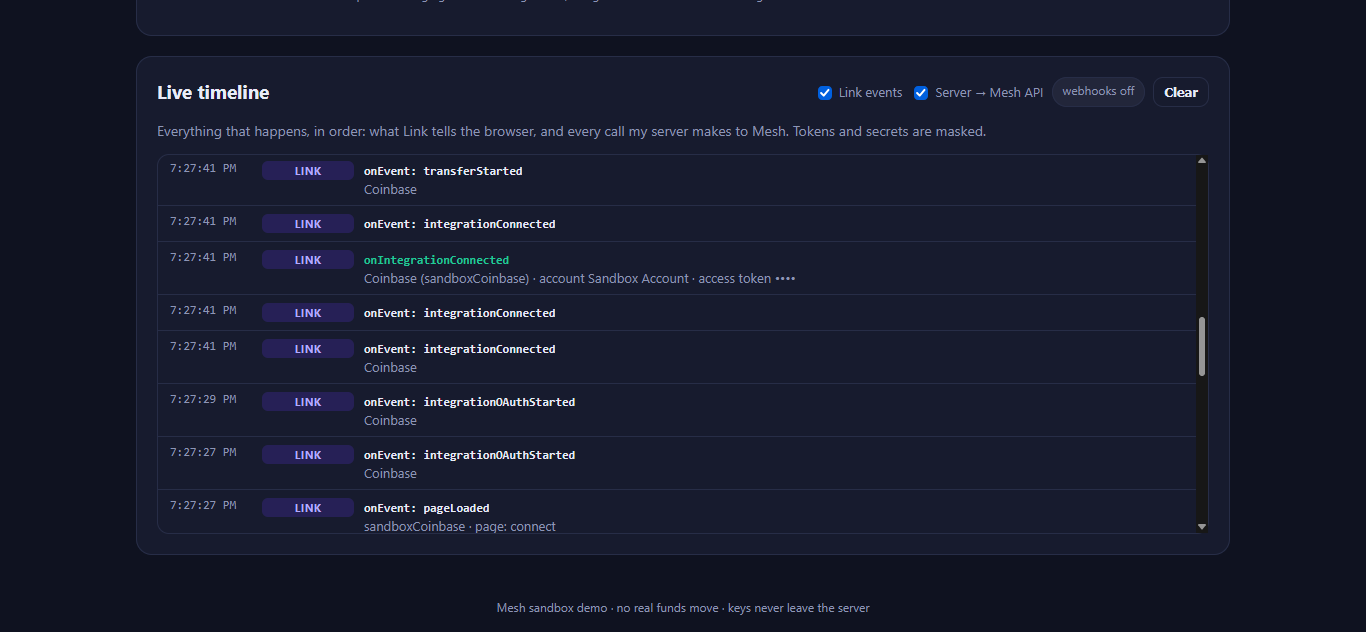 Live timeline
Link events
Server → Mesh API
webhooks off
Clear
Everything that happens, in order: what Link tells the browser, and every call my server makes to Mesh. Tokens and secrets are masked.
7:27:41 PM LINK onEvent: transferStarted
Coinbase
7:27:41 PM LINK onEvent: integrationConnected
7:27:41 PM LINK onIntegrationConnected
Coinbase (sandboxCoinbase) · account Sandbox Account · access token ••••
7:27:41 PM LINK onEvent: integrationConnected
7:27:41 PM LINK onEvent: integrationConnected
Coinbase
7:27:29 PM LINK onEvent: integrationOAuthStarted
Coinbase
7:27:27 PM LINK onEvent: integrationOAuthStarted
Coinbase
7:27:27 PM LINK onEvent: pageLoaded
sandboxCoinbase · page: connect
Mesh sandbox demo · no real funds move · keys never leave the server